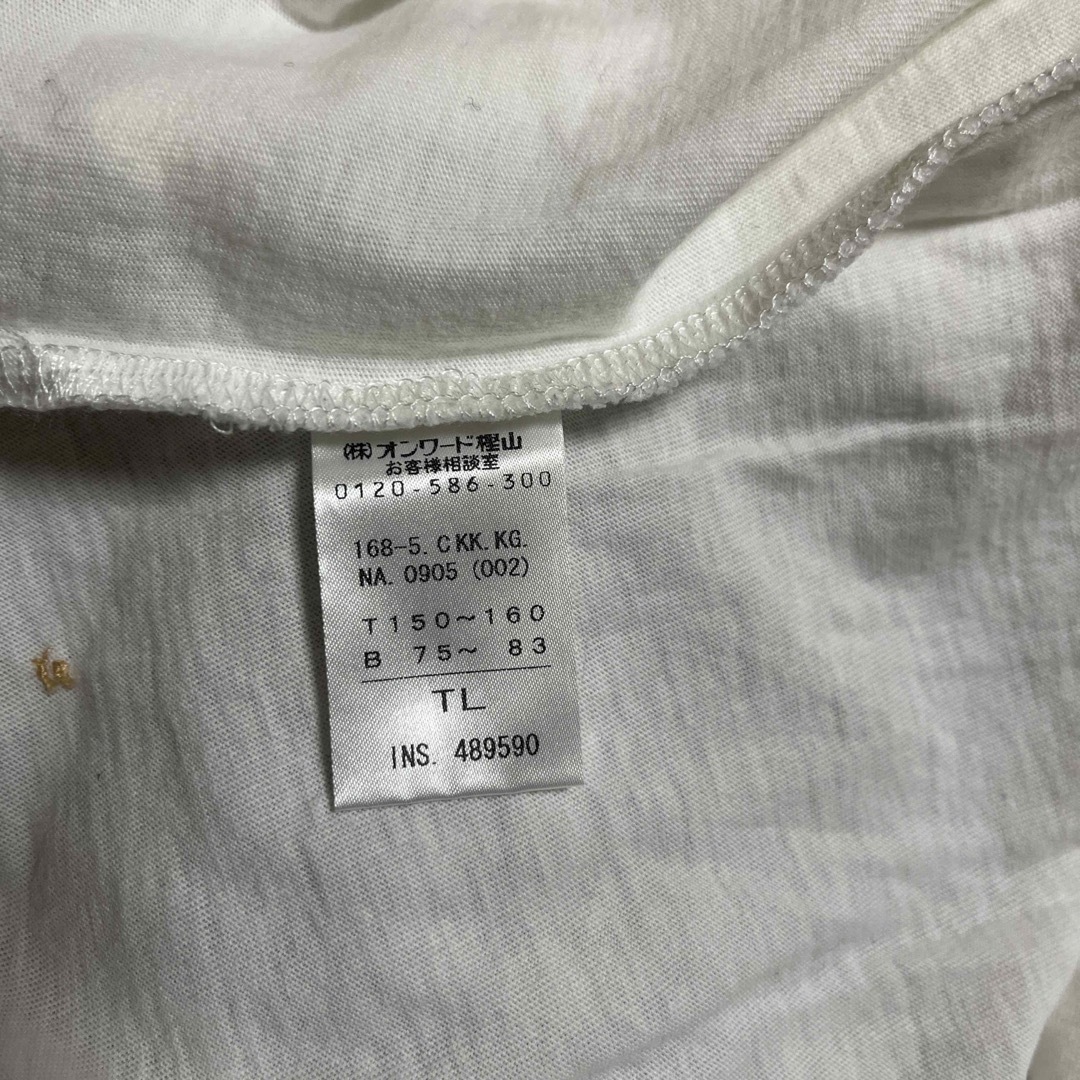 (株)オンワード樫山
お客様相談室
0120-586-300
168-5. CKK.KG.
NA. 0905 (002)
T 150〜160
B 75〜 83
TL
INS. 489590